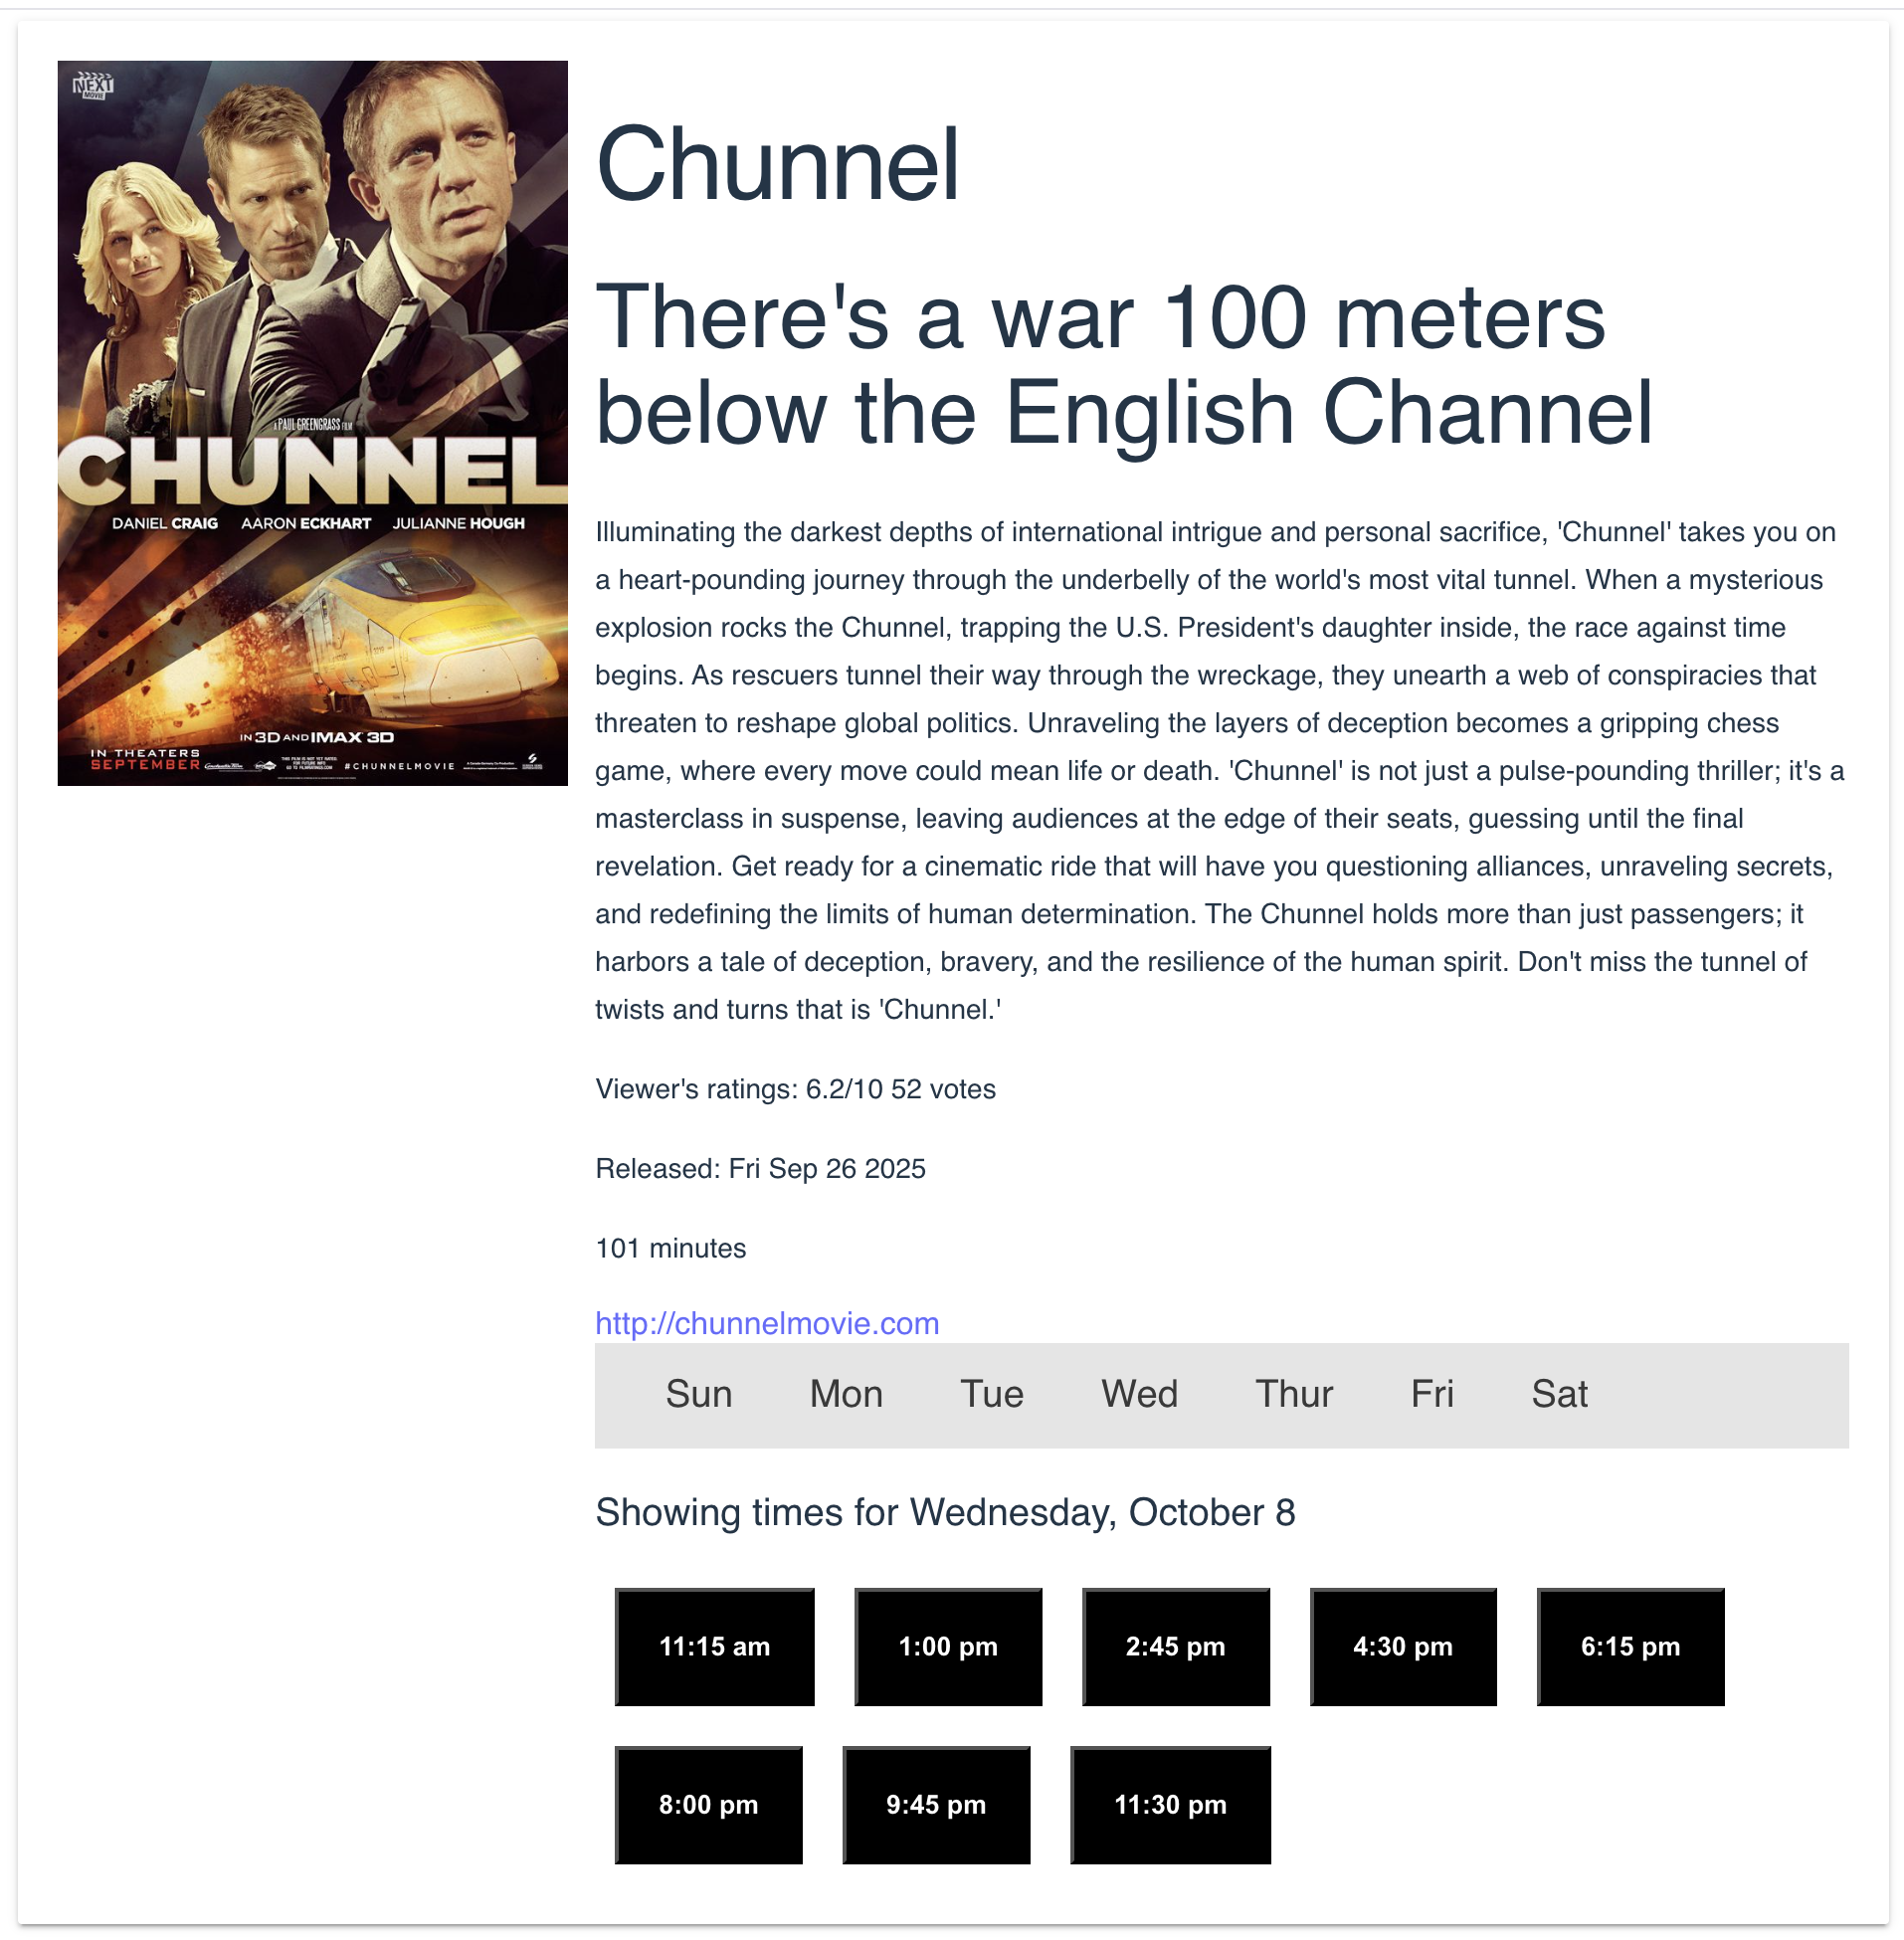 NEXT
MOVIE
A PAUL GREENGRASS FILM
CHUNNEL
DANIEL CRAIG AARON ECKHART JULIANNE HOUGH
IN 3D AND IMAX 3D
IN THEATERS
SEPTEMBER
#CHUNNELMOVIE
Chunnel
There's a war 100 meters
below the English Channel
Illuminating the darkest depths of international intrigue and personal sacrifice, 'Chunnel' takes you on
a heart-pounding journey through the underbelly of the world's most vital tunnel. When a mysterious
explosion rocks the Chunnel, trapping the U.S. President's daughter inside, the race against time
begins. As rescuers tunnel their way through the wreckage, they unearth a web of conspiracies that
threaten to reshape global politics. Unraveling the layers of deception becomes a gripping chess
game, where every move could mean life or death. 'Chunnel' is not just a pulse-pounding thriller; it's a
masterclass in suspense, leaving audiences at the edge of their seats, guessing until the final
revelation. Get ready for a cinematic ride that will have you questioning alliances, unraveling secrets,
and redefining the limits of human determination. The Chunnel holds more than just passengers; it
harbors a tale of deception, bravery, and the resilience of the human spirit. Don't miss the tunnel of
twists and turns that is 'Chunnel.'
Viewer's ratings: 6.2/10 52 votes
Released: Fri Sep 26 2025
101 minutes
http://chunnelmovie.com
Sun Mon Tue Wed Thur Fri Sat
Showing times for Wednesday, October 8
11:15 am 1:00 pm 2:45 pm 4:30 pm 6:15 pm
8:00 pm 9:45 pm 11:30 pm